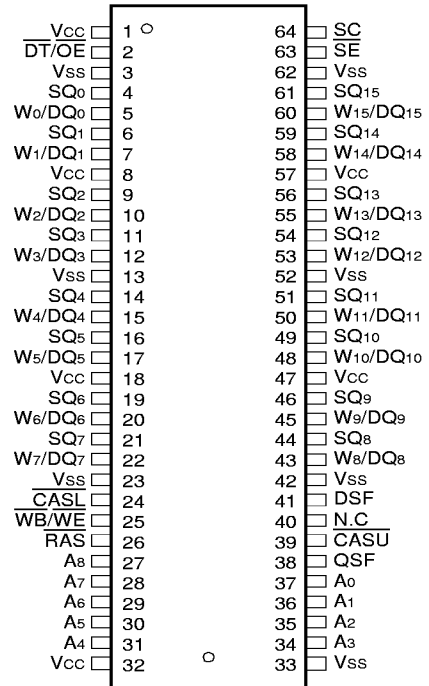 Vcc 1 64 SC
DT/OE 2 63 SE
Vss 3 62 Vss
SQ0 4 61 SQ15
W0/DQ0 5 60 W15/DQ15
SQ1 6 59 SQ14
W1/DQ1 7 58 W14/DQ14
Vcc 8 57 Vcc
SQ2 9 56 SQ13
W2/DQ2 10 55 W13/DQ13
SQ3 11 54 SQ12
W3/DQ3 12 53 W12/DQ12
Vss 13 52 Vss
SQ4 14 51 SQ11
W4/DQ4 15 50 W11/DQ11
SQ5 16 49 SQ10
W5/DQ5 17 48 W10/DQ10
Vcc 18 47 Vcc
SQ6 19 46 SQ9
W6/DQ6 20 45 W9/DQ9
SQ7 21 44 SQ8
W7/DQ7 22 43 W8/DQ8
Vss 23 42 Vss
CASL 24 41 DSF
WB/WE 25 40 N.C
RAS 26 39 CASU
A8 27 38 QSF
A7 28 37 A0
A6 29 36 A1
A5 30 35 A2
A4 31 34 A3
Vcc 32 33 Vss